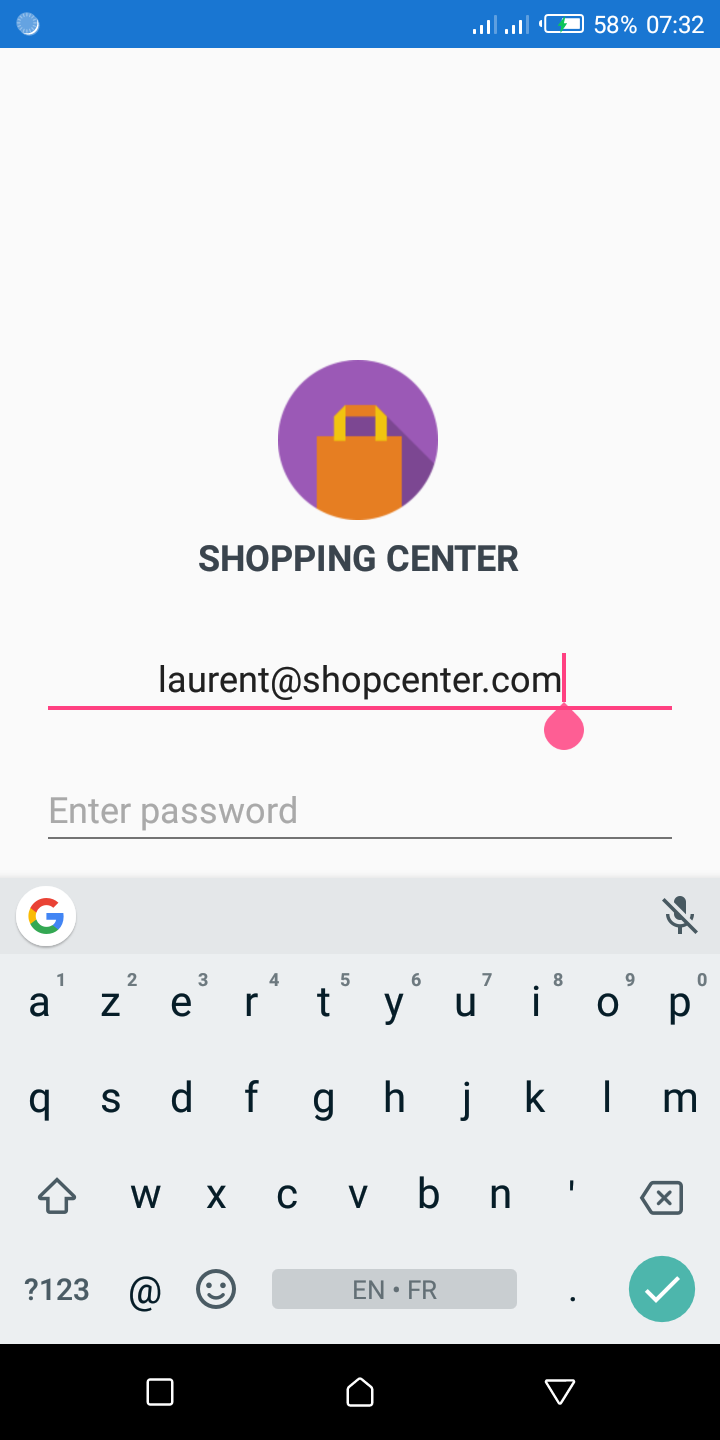 58% 07:32
SHOPPING CENTER
laurent@shopcenter.com
Enter password
G
a 1 z 2 e 3 r 4 t 5 y 6 u 7 i 8 o 9 p 0
q s d f g h j k l m
w x c v b n '
?123 @ EN • FR .